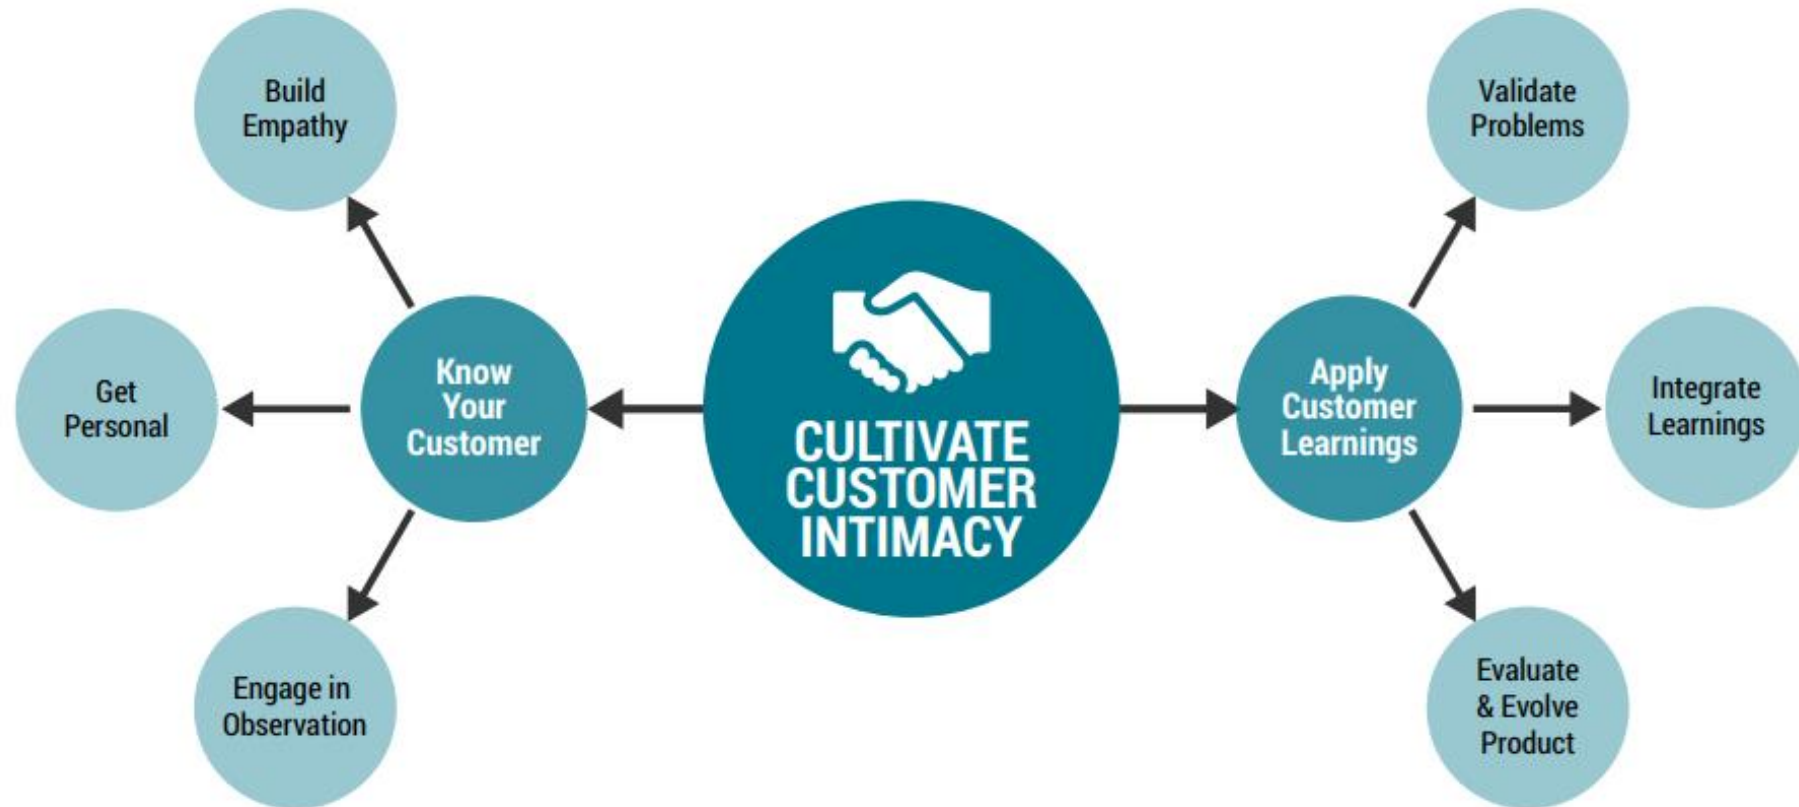 Build
Empathy
Get
Personal
Engage in
Observation
Know
Your
Customer
CULTIVATE
CUSTOMER
INTIMACY
Apply
Customer
Learnings
Validate
Problems
Integrate
Learnings
Evaluate
& Evolve
Product